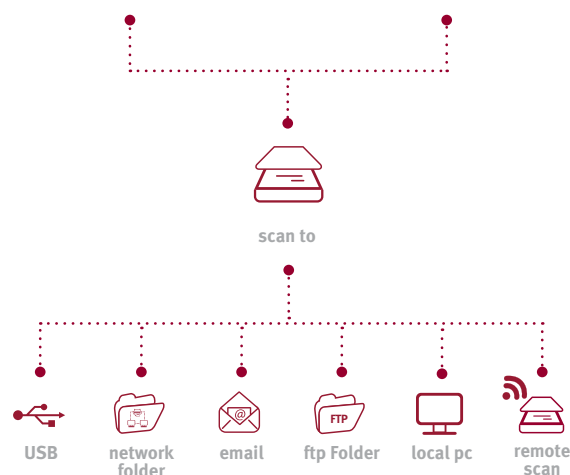 scan to
@
FTP
USB
network
folder
email
ftp Folder
local pc
remote
scan